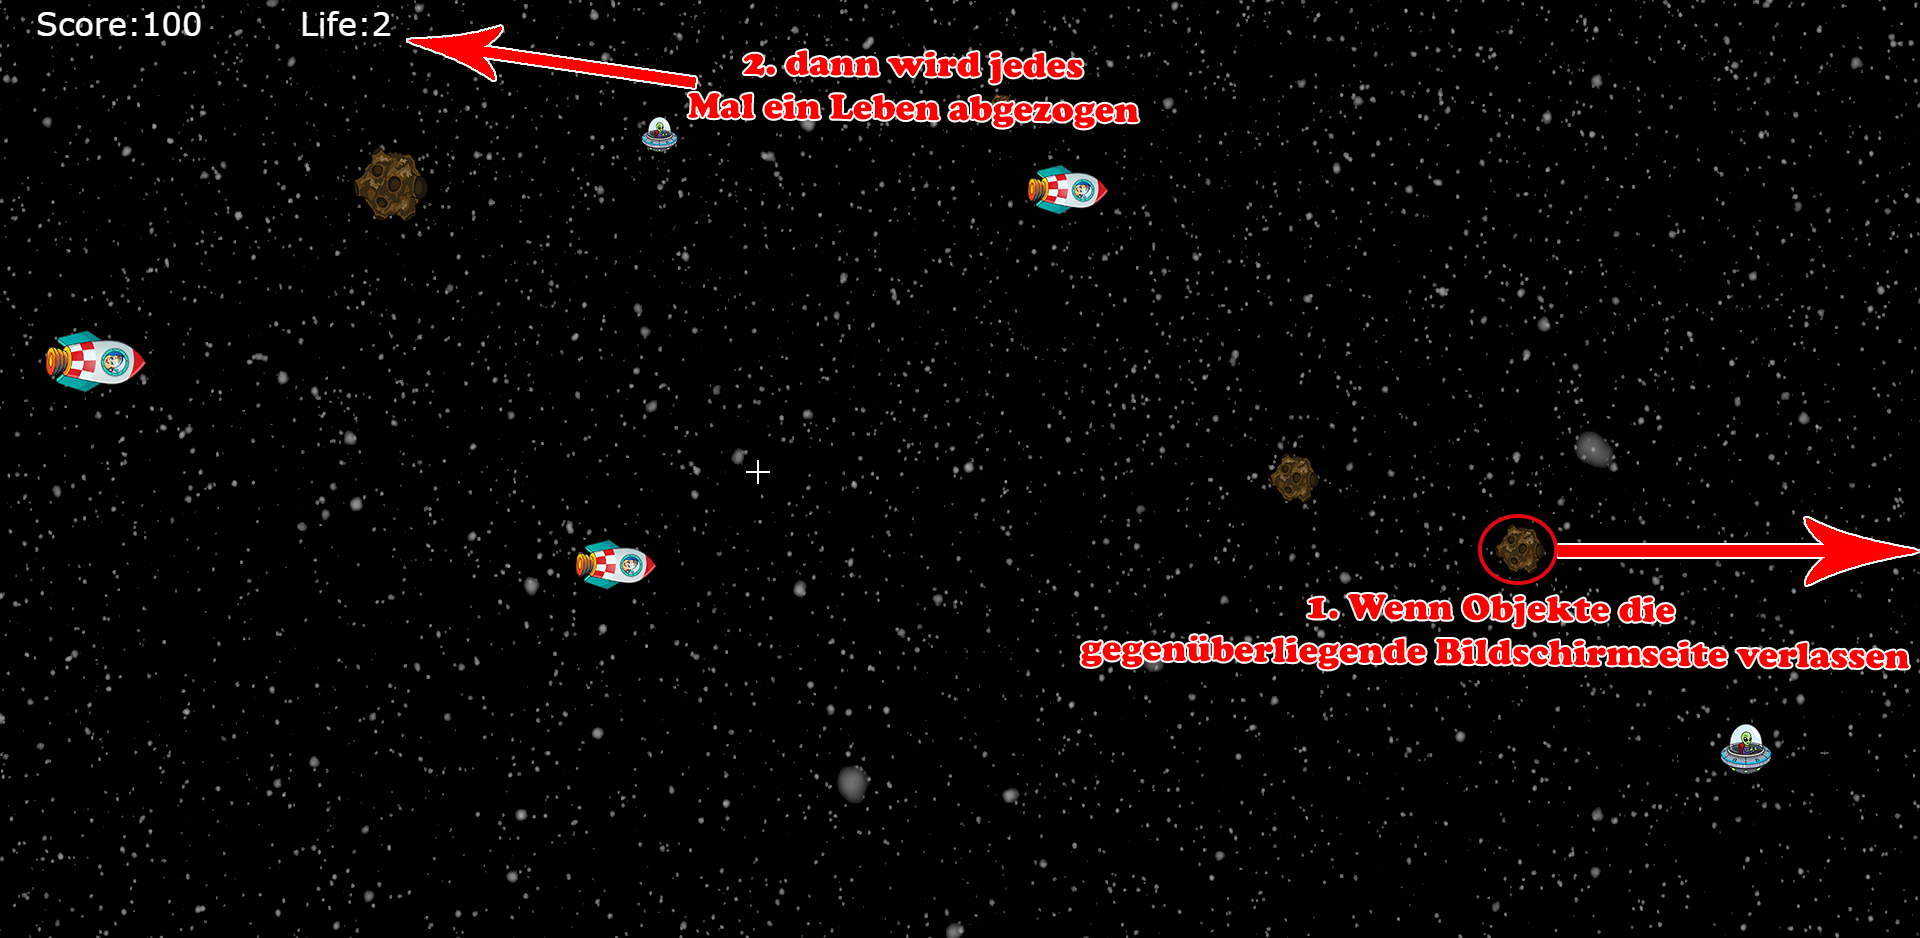 Score:100 Life:2
2. dann wird jedes
Mal ein Leben abgezogen
1. Wenn Objekte die
gegenüberliegende Bildschirmseite verlassen